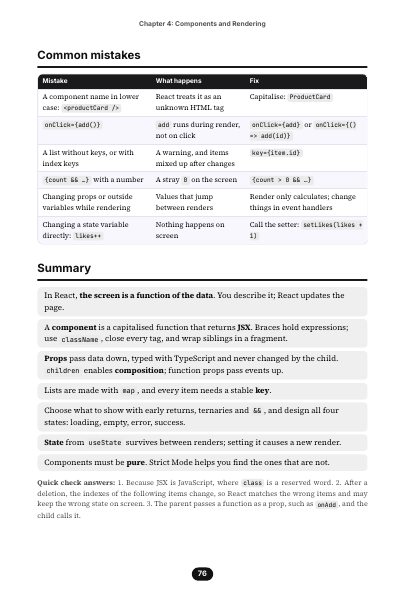 Chapter 4: Components and Rendering
Common mistakes
Mistake What happens Fix
A component name in lower React treats it as an Capitalise: ProductCard
case: <productCard /> unknown HTML tag
onClick={add()} add runs during render, onClick={add} or onClick={()
not on click => add(id)}
A list without keys, or with A warning, and items key={item.id}
index keys mixed up after changes
{count && …} with a number A stray 0 on the screen {count > 0 && …}
Changing props or outside Values that jump Render only calculates; change
variables while rendering between renders things in event handlers
Changing a state variable Nothing happens on Call the setter: setLikes(likes +
directly: likes++ screen 1)
Summary
In React, the screen is a function of the data. You describe it; React updates the
page.
A component is a capitalised function that returns JSX. Braces hold expressions;
use className, close every tag, and wrap siblings in a fragment.
Props pass data down, typed with TypeScript and never changed by the child.
children enables composition; function props pass events up.
Lists are made with map, and every item needs a stable key.
Choose what to show with early returns, ternaries and &&, and design all four
states: loading, empty, error, success.
State from useState survives between renders; setting it causes a new render.
Components must be pure. Strict Mode helps you find the ones that are not.
Quick check answers: 1. Because JSX is JavaScript, where class is a reserved word. 2. After a
deletion, the indexes of the following items change, so React matches the wrong items and may
keep the wrong state on screen. 3. The parent passes a function as a prop, such as onAdd, and the
child calls it.
76